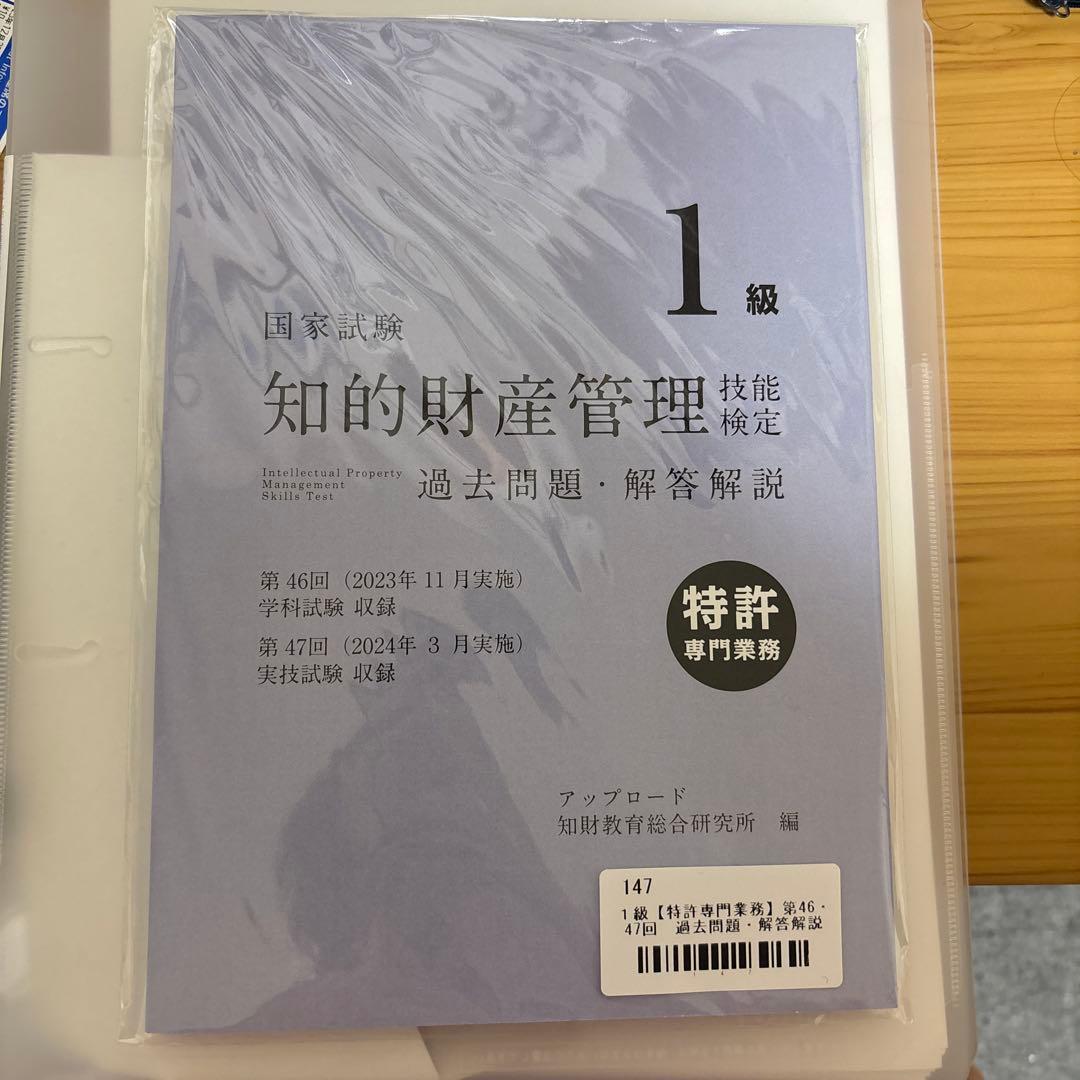 1級
国家試験
知的財産管理 技能検定
Intellectual Property
Management
Skills Test
過去問題・解答解説
第46回（2023年11月実施）
学科試験 収録
第47回（2024年 3 月実施）
実技試験 収録
特許
専門業務
アップロード
知財教育総合研究所 編
147
1級【特許専門業務】第46・
47回 過去問題・解答解説
1 4 7